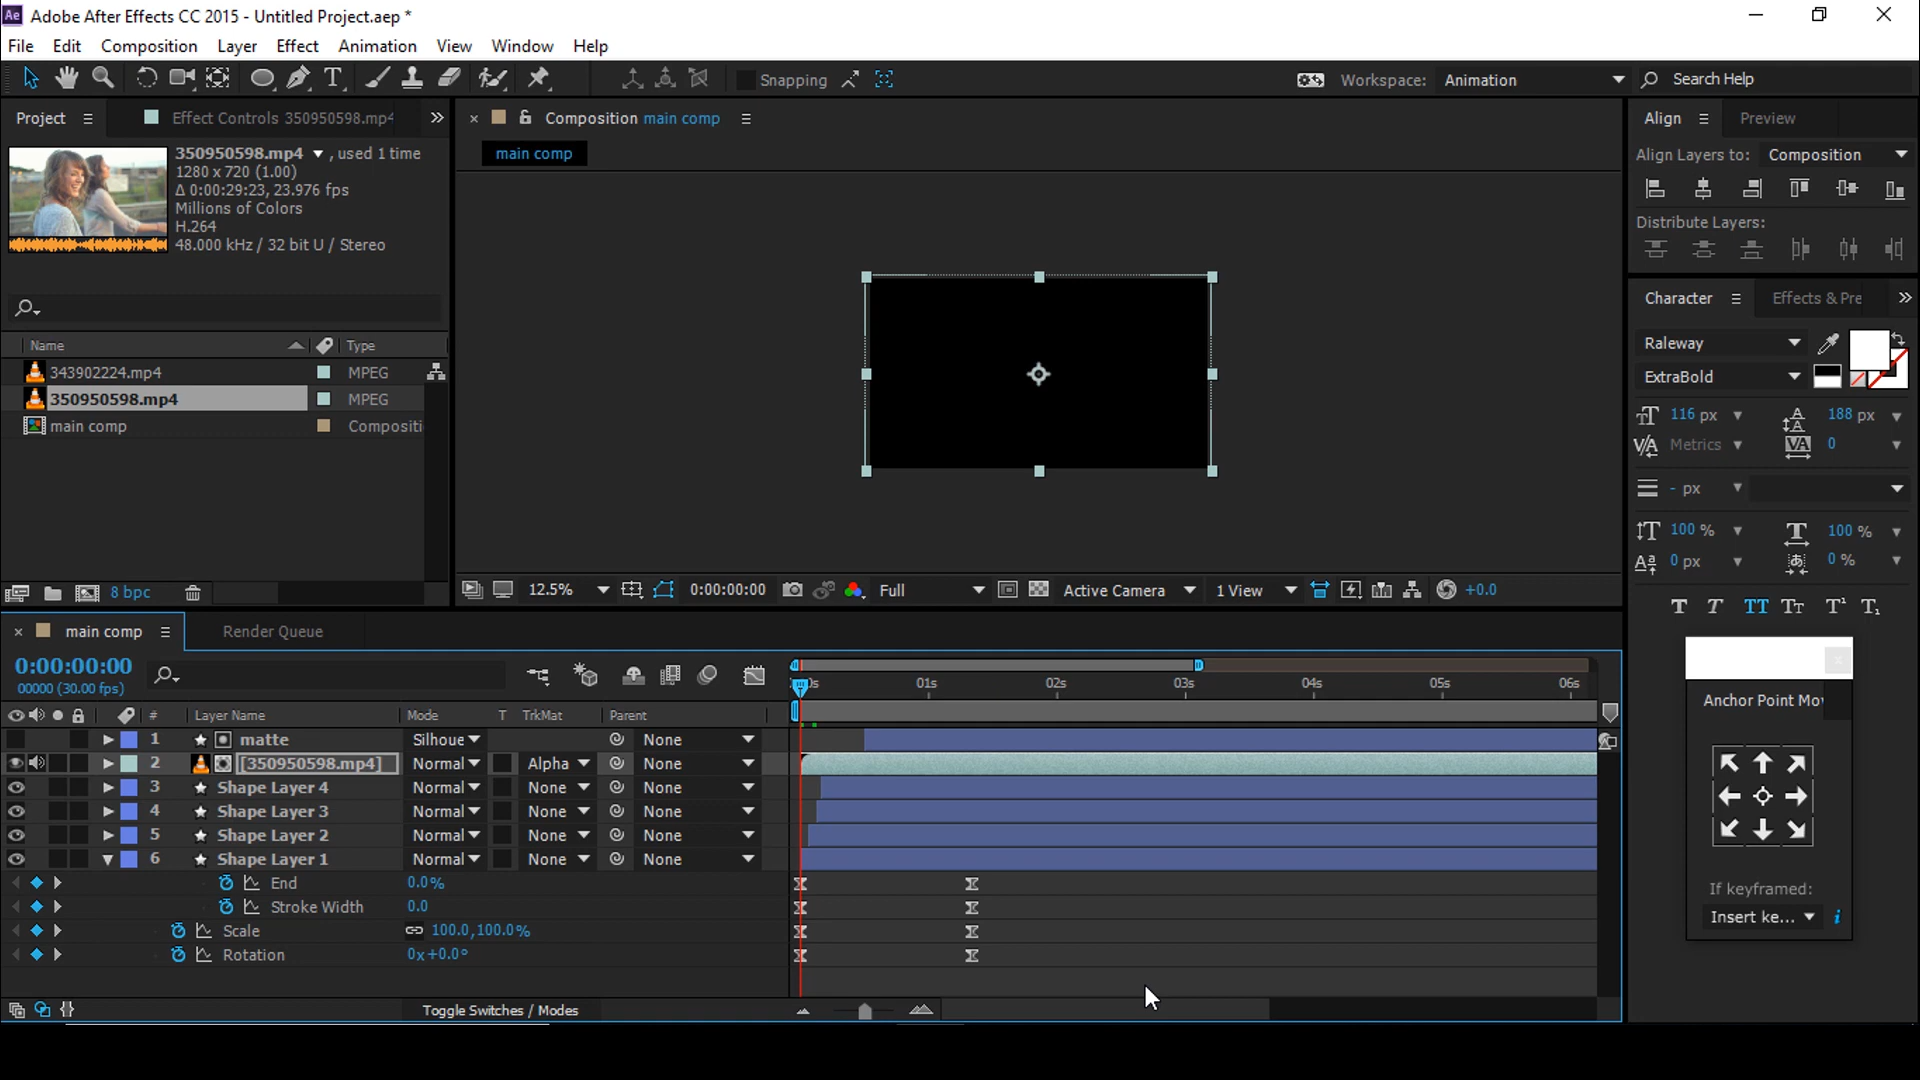 Ae Adobe After Effects CC 2015 - Untitled Project.aep *
File Edit Composition Layer Effect Animation View Window Help
Snapping Workspace: Animation Search Help
Project Effect Controls 350950598.mp4
350950598.mp4 , used 1 time
1280 x 720 (1.00)
Δ 0:00:29:23, 23.976 fps
Millions of Colors
H.264
48.000 kHz / 32 bit U / Stereo
Name Type
343902224.mp4 MPEG
350950598.mp4 MPEG
main comp Compositi
8 bpc
Composition main comp
main comp
12.5% 0:00:00:00 Full Active Camera 1 View +0.0
Align Preview
Align Layers to: Composition
Distribute Layers:
Character Effects & Pre
Raleway
ExtraBold
116 px 188 px
Metrics 0
- px
100 % 100 %
0 px 0 %
T T TT Tt T¹ T₁
Anchor Point Mo
If keyframed:
Insert ke... i
main comp Render Queue
0:00:00:00
00000 (30.00 fps)
01s 02s 03s 04s 05s 06s
# Layer Name Mode T TrkMat Parent
1 matte Silhoue None
2 [350950598.mp4] Normal Alpha None
3 Shape Layer 4 Normal None None
4 Shape Layer 3 Normal None None
5 Shape Layer 2 Normal None None
6 Shape Layer 1 Normal None None
End 0.0%
Stroke Width 0.0
Scale 100.0,100.0%
Rotation 0x+0.0°
Toggle Switches / Modes